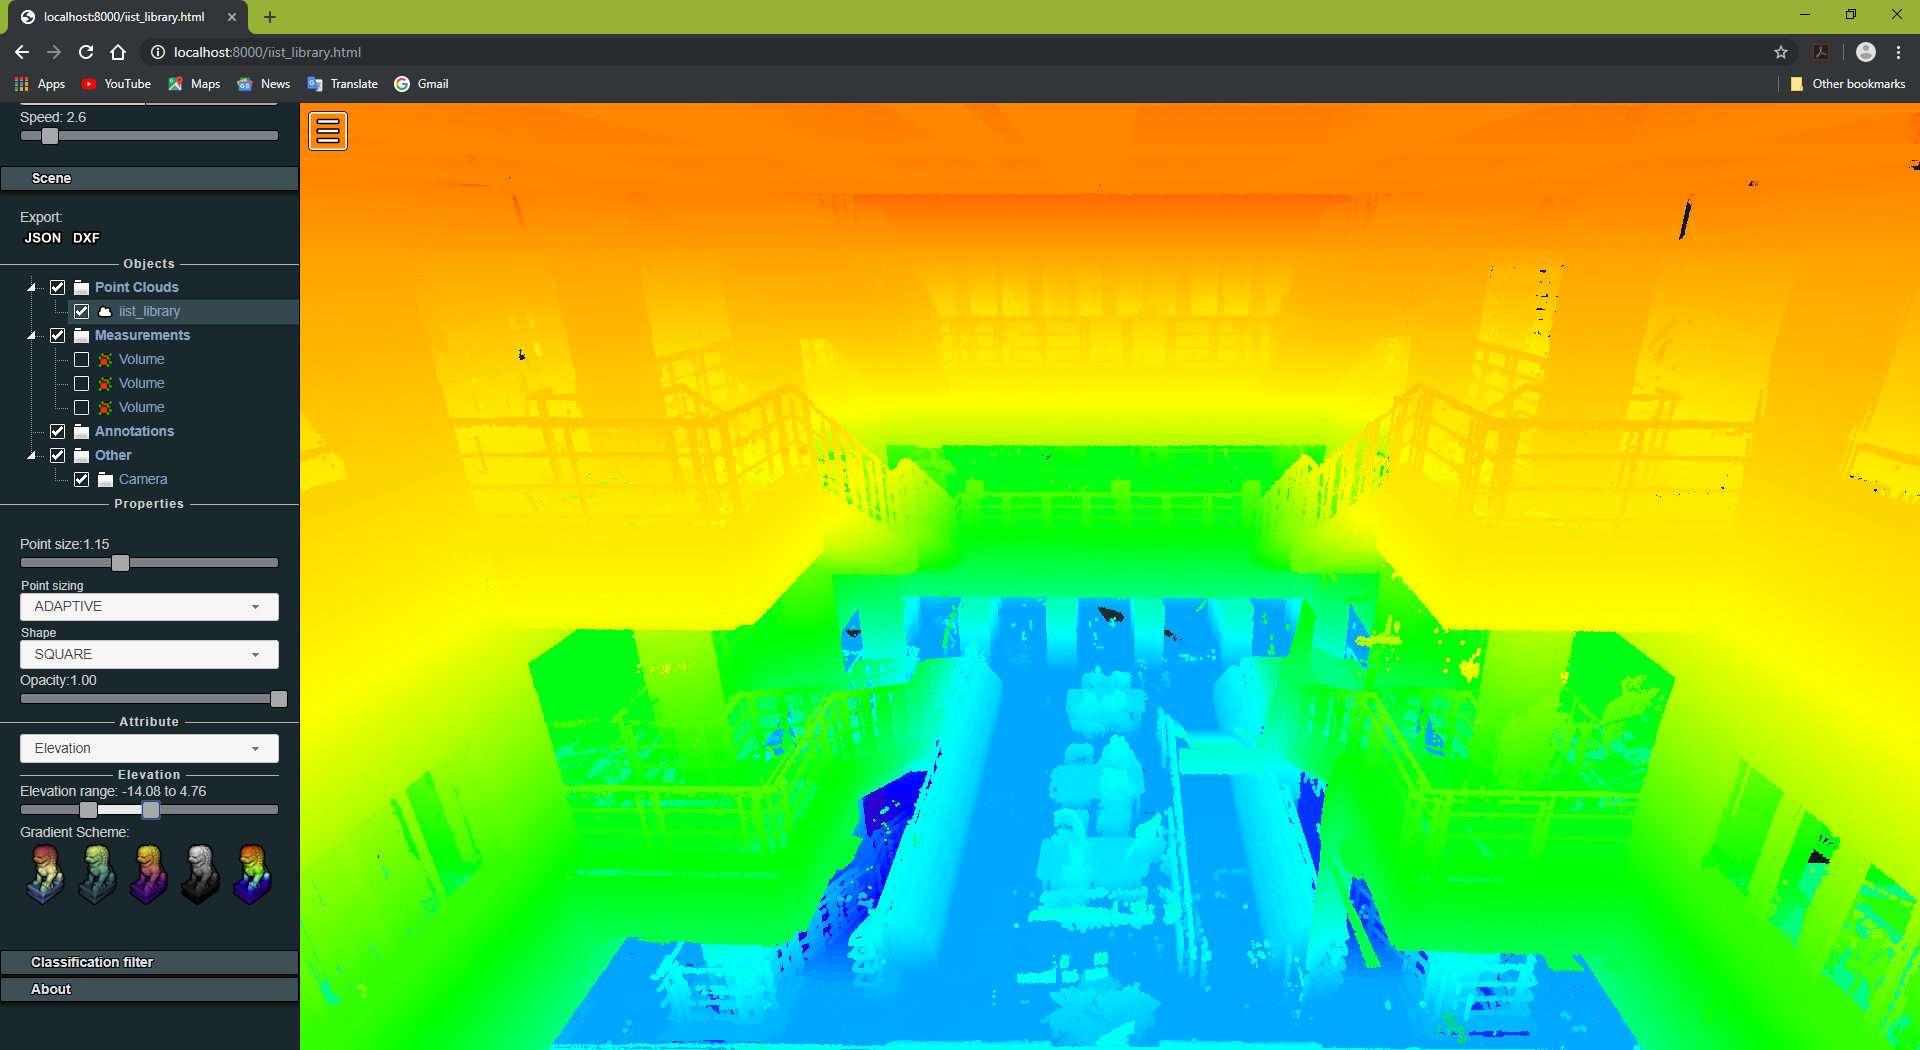 localhost:8000/iist_library.html
localhost:8000/iist_library.html
Apps YouTube Maps News Translate Gmail Other bookmarks
Speed: 2.6
Scene
Export:
JSON DXF
Objects
Point Clouds
iist_library
Measurements
Volume
Volume
Volume
Annotations
Other
Camera
Properties
Point size:1.15
Point sizing
ADAPTIVE
Shape
SQUARE
Opacity:1.00
Attribute
Elevation
Elevation
Elevation range: -14.08 to 4.76
Gradient Scheme:
Classification filter
About